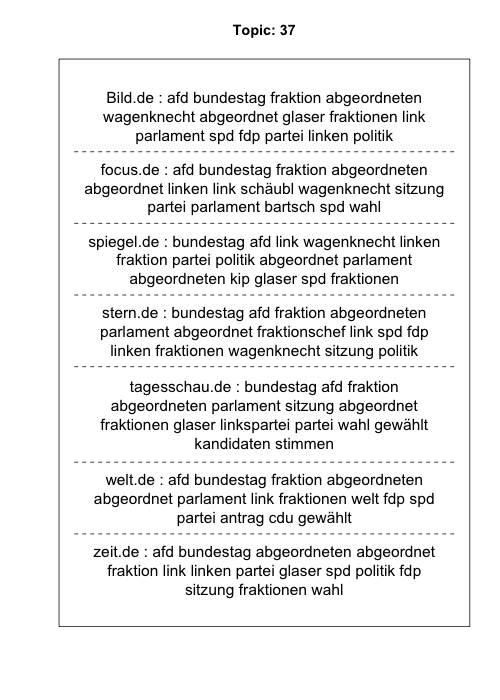 Topic: 37
Bild.de : afd bundestag fraktion abgeordneten
wagenknecht abgeordnet glaser fraktionen link
parlament spd fdp partei linken politik
focus.de : afd bundestag fraktion abgeordneten
abgeordnet linken link schäubl wagenknecht sitzung
partei parlament bartsch spd wahl
spiegel.de : bundestag afd link wagenknecht linken
fraktion partei politik abgeordnet parlament
abgeordneten kip glaser spd fraktionen
stern.de : bundestag afd fraktion abgeordneten
parlament abgeordnet fraktionschef link spd fdp
linken fraktionen wagenknecht sitzung politik
tagesschau.de : bundestag afd fraktion
abgeordneten parlament sitzung abgeordnet
fraktionen glaser linkspartei partei wahl gewählt
kandidaten stimmen
welt.de : afd bundestag fraktion abgeordneten
abgeordnet parlament link fraktionen welt fdp spd
partei antrag cdu gewählt
zeit.de : afd bundestag abgeordneten abgeordnet
fraktion link linken partei glaser spd politik fdp
sitzung fraktionen wahl